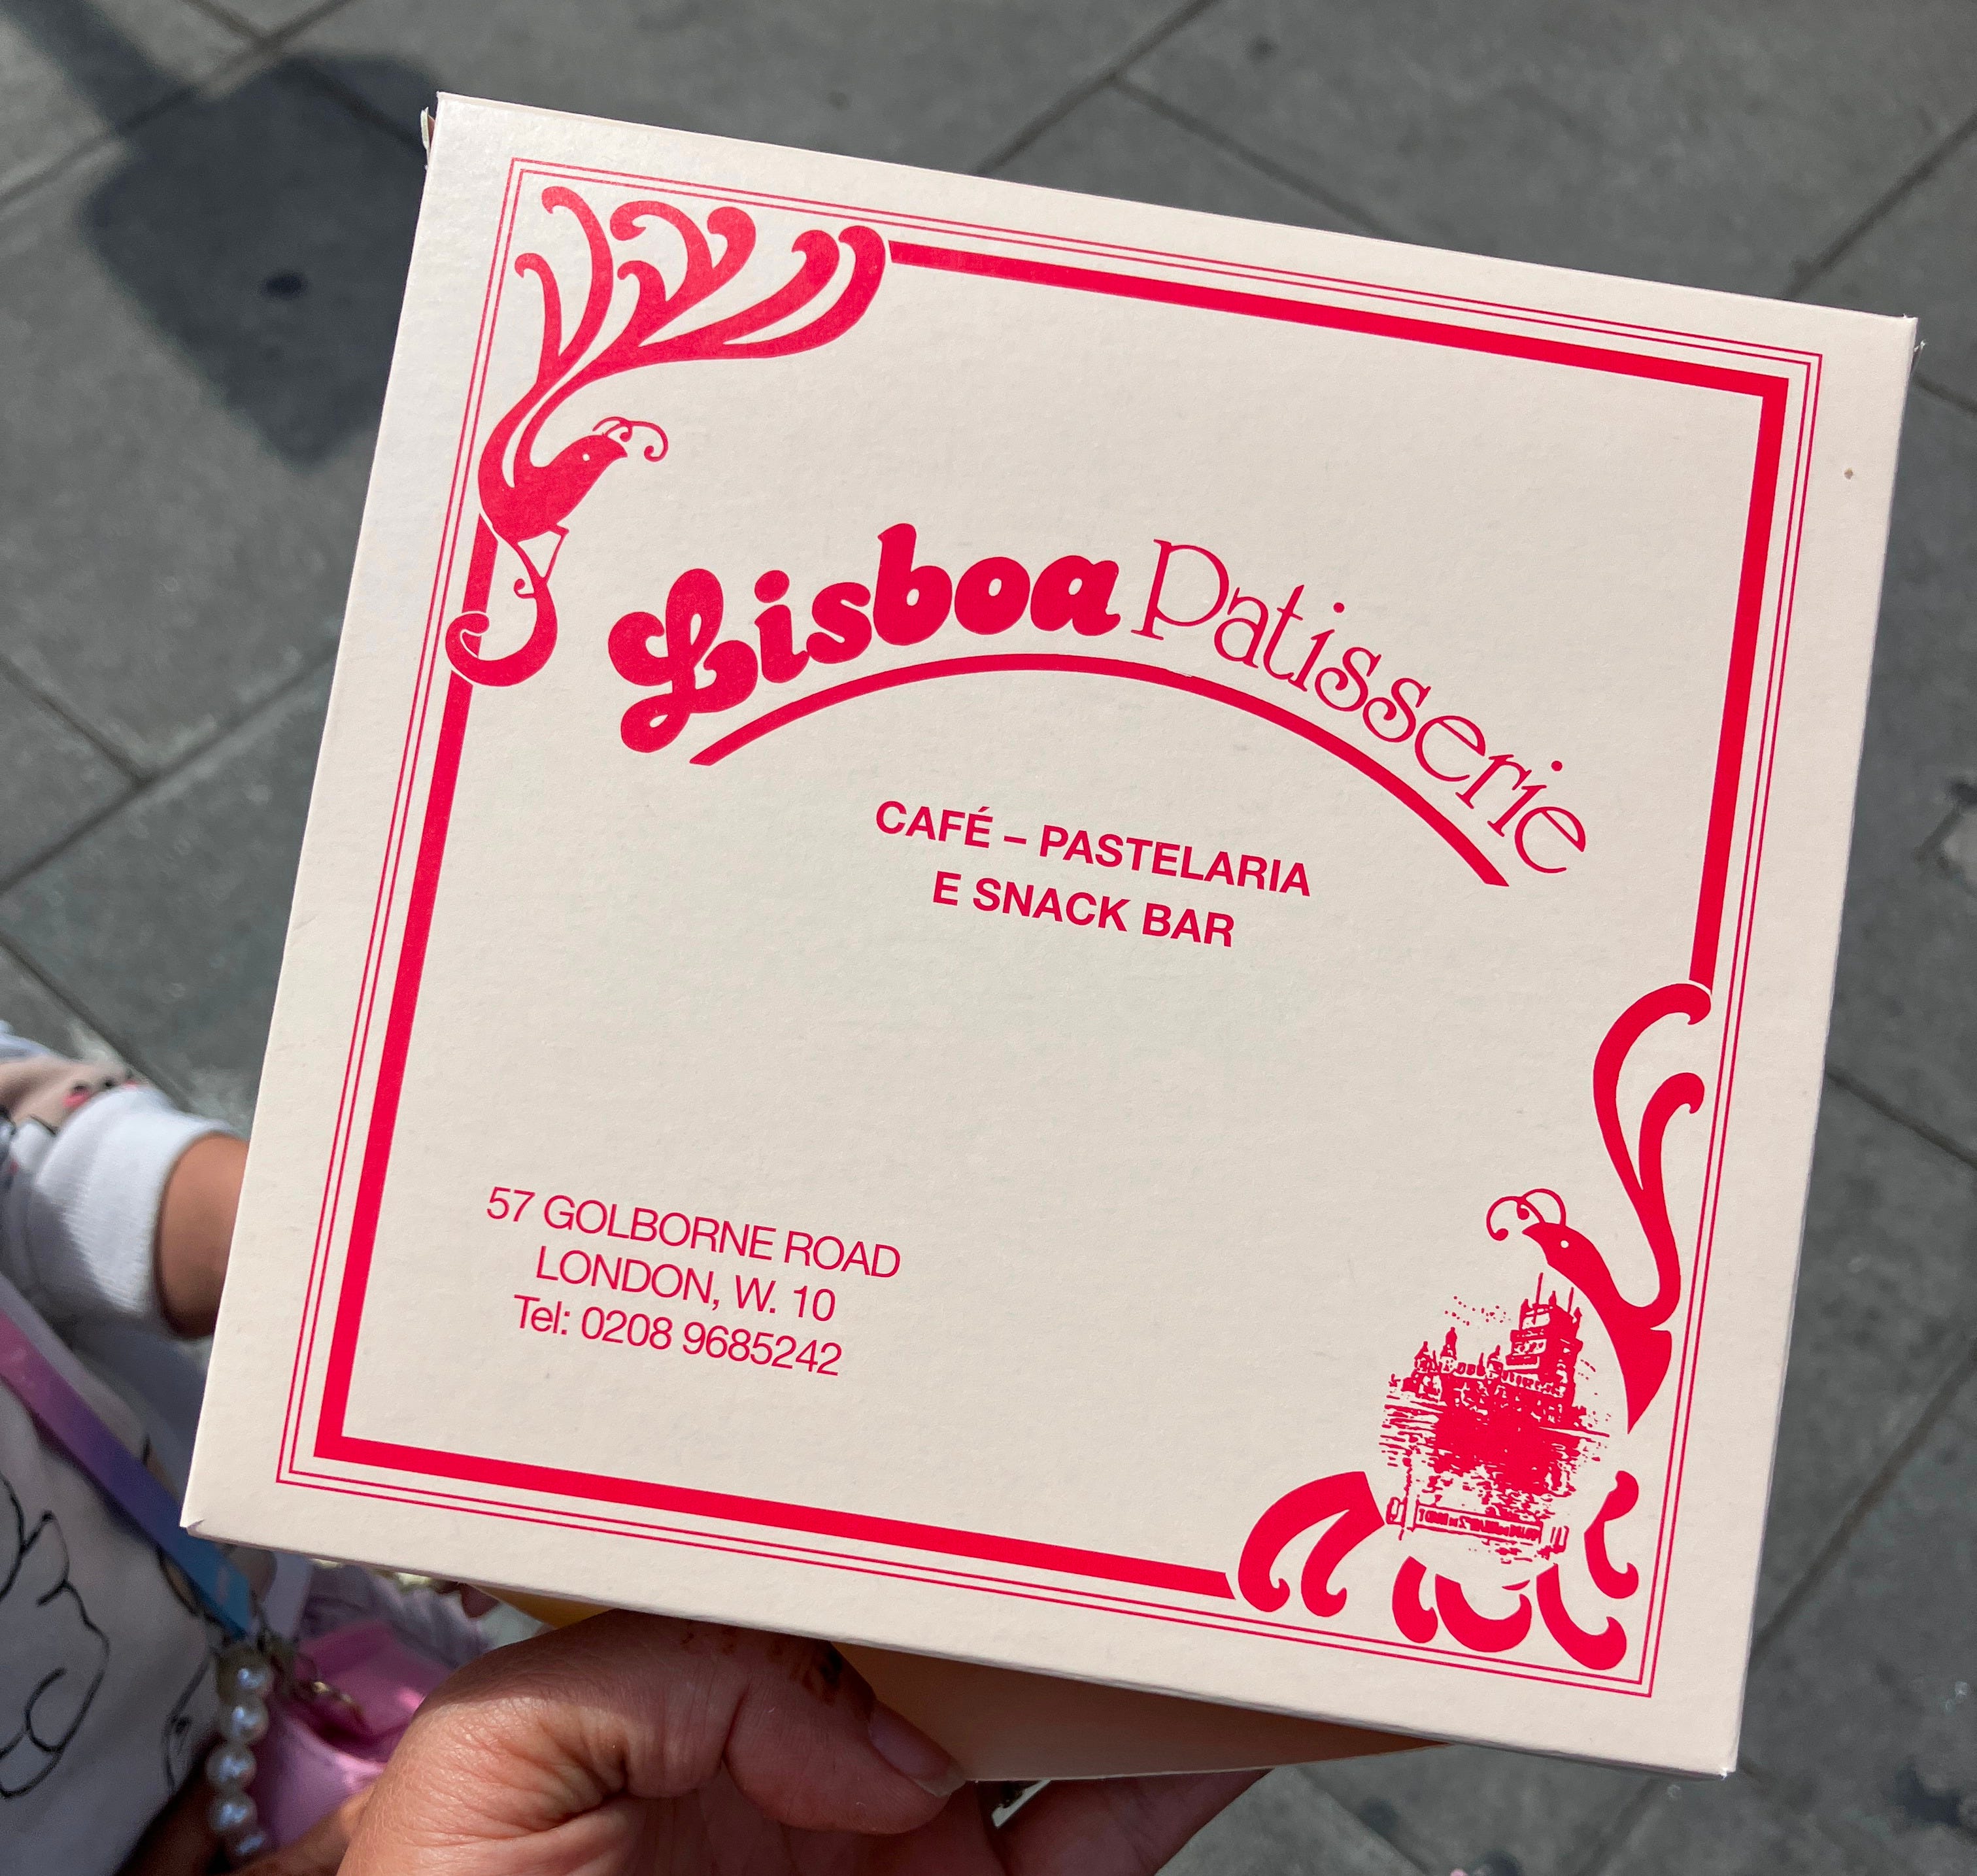 Lisboa Patisserie
CAFÉ – PASTELARIA
E SNACK BAR
57 GOLBORNE ROAD
LONDON, W. 10
Tel: 0208 9685242